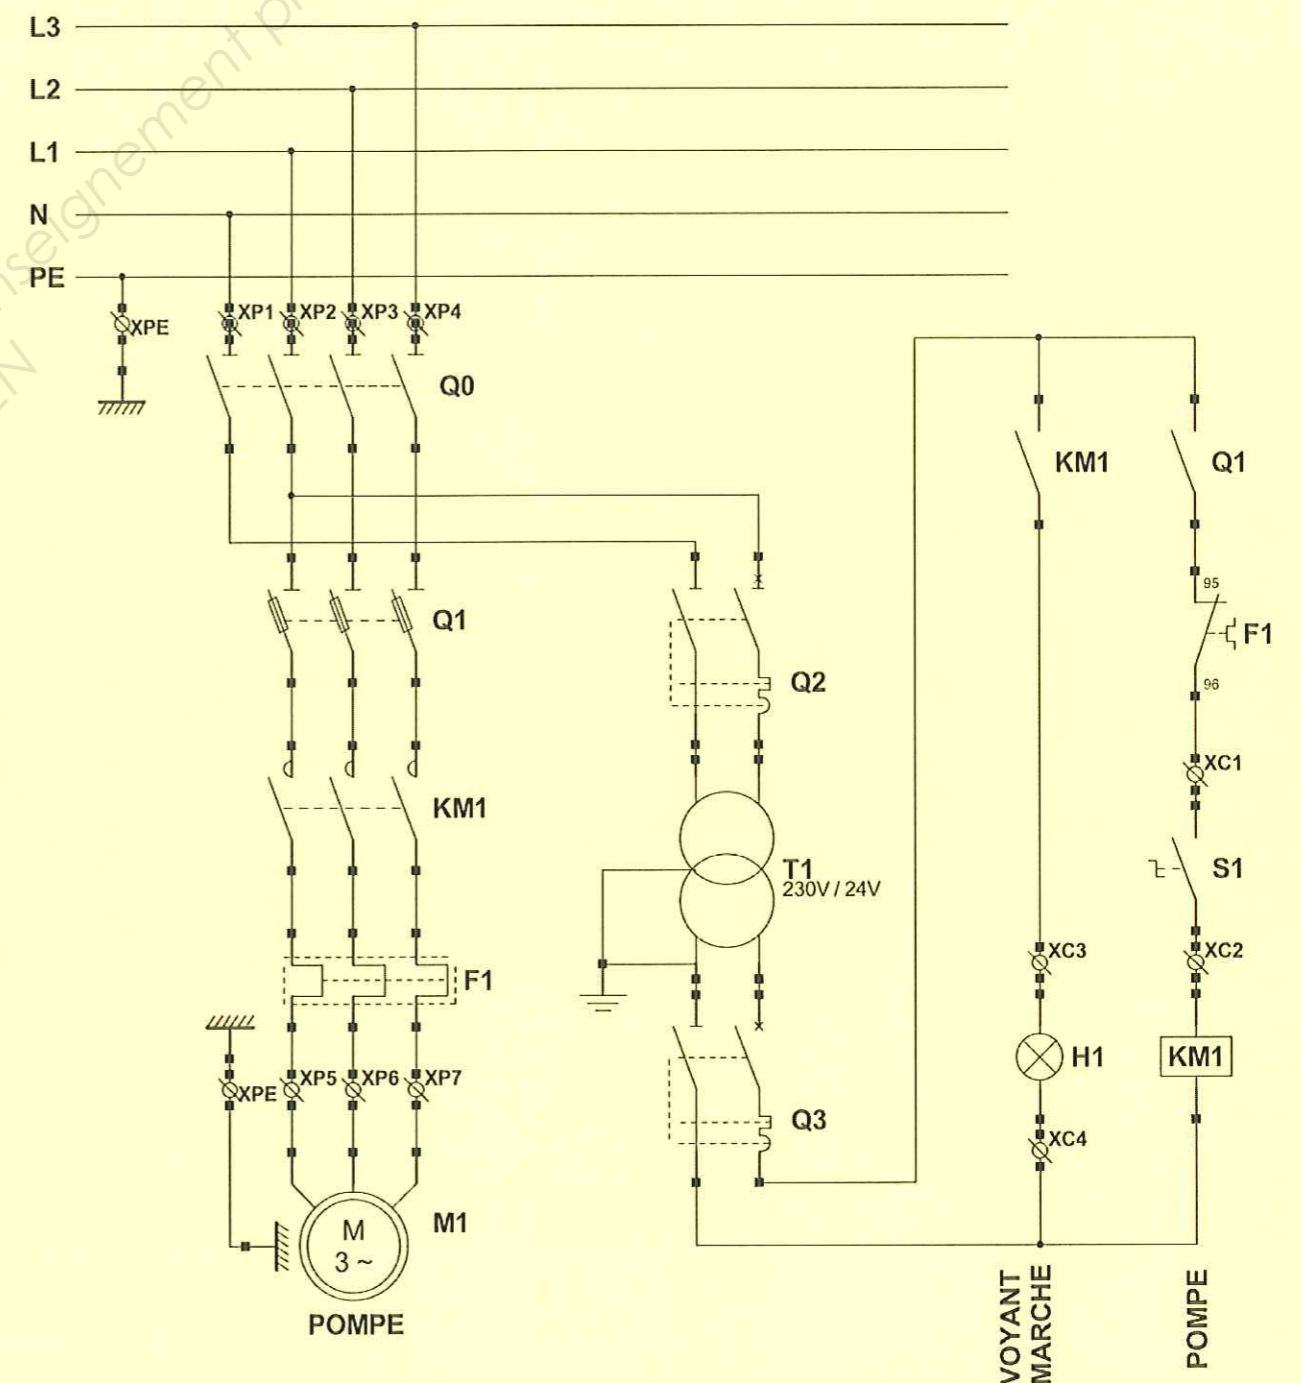 L3
L2
L1
N
PE
XPE
XP1
XP2
XP3
XP4
Q0
Q1
KM1
F1
XPE
XP5
XP6
XP7
M
3 ~
M1
POMPE
Q2
T1
230V / 24V
Q3
KM1
Q1
95
F1
96
XC1
S1
XC3
XC2
H1
KM1
XC4
VOYANT
MARCHE
POMPE